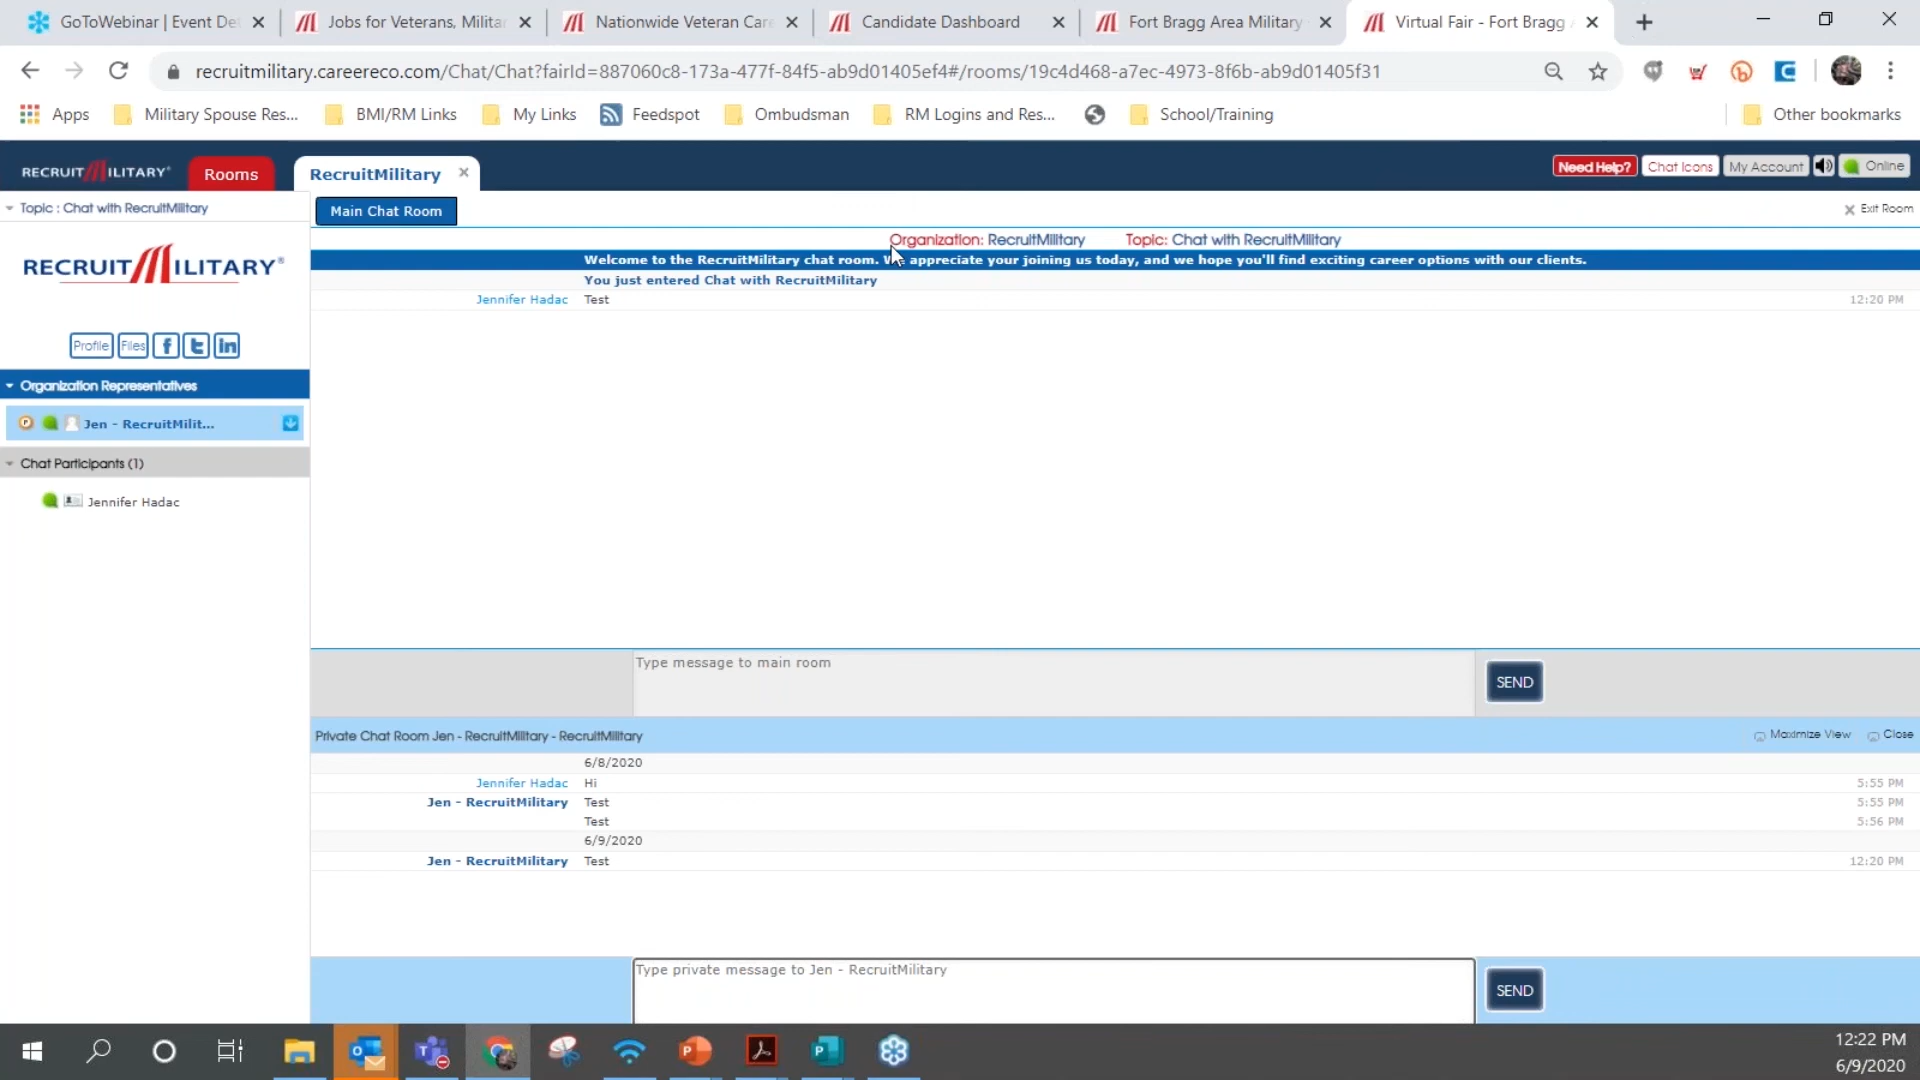 GoToWebinar | Event De
Jobs for Veterans, Milita
Nationwide Veteran Car
Candidate Dashboard
Fort Bragg Area Military
Virtual Fair - Fort Bragg
recruitmilitary.careereco.com/Chat/Chat?fairId=887060c8-173a-477f-84f5-ab9d01405ef4#/rooms/19c4d468-a7ec-4973-8f6b-ab9d01405f31
Apps
Military Spouse Res...
BMI/RM Links
My Links
Feedspot
Ombudsman
RM Logins and Res...
School/Training
Other bookmarks
RECRUITMILITARY®
Rooms
RecruitMilitary
Need Help?
Chat Icons
My Account
Online
Topic : Chat with RecruitMilitary
Main Chat Room
Exit Room
Organization: RecruitMilitary Topic: Chat with RecruitMilitary
Welcome to the RecruitMilitary chat room. We appreciate your joining us today, and we hope you'll find exciting career options with our clients.
You just entered Chat with RecruitMilitary
Jennifer Hadac Test 12:20 PM
RECRUITMILITARY®
Profile Files
Organization Representatives
Jen - RecruitMilit...
Chat Participants (1)
Jennifer Hadac
Type message to main room
SEND
Private Chat Room Jen - RecruitMilitary - RecruitMilitary
Maximize View
Close
6/8/2020
Jennifer Hadac Hi 5:55 PM
Jen - RecruitMilitary Test 5:55 PM
Test 5:56 PM
6/9/2020
Jen - RecruitMilitary Test 12:20 PM
Type private message to Jen - RecruitMilitary
SEND
12:22 PM
6/9/2020